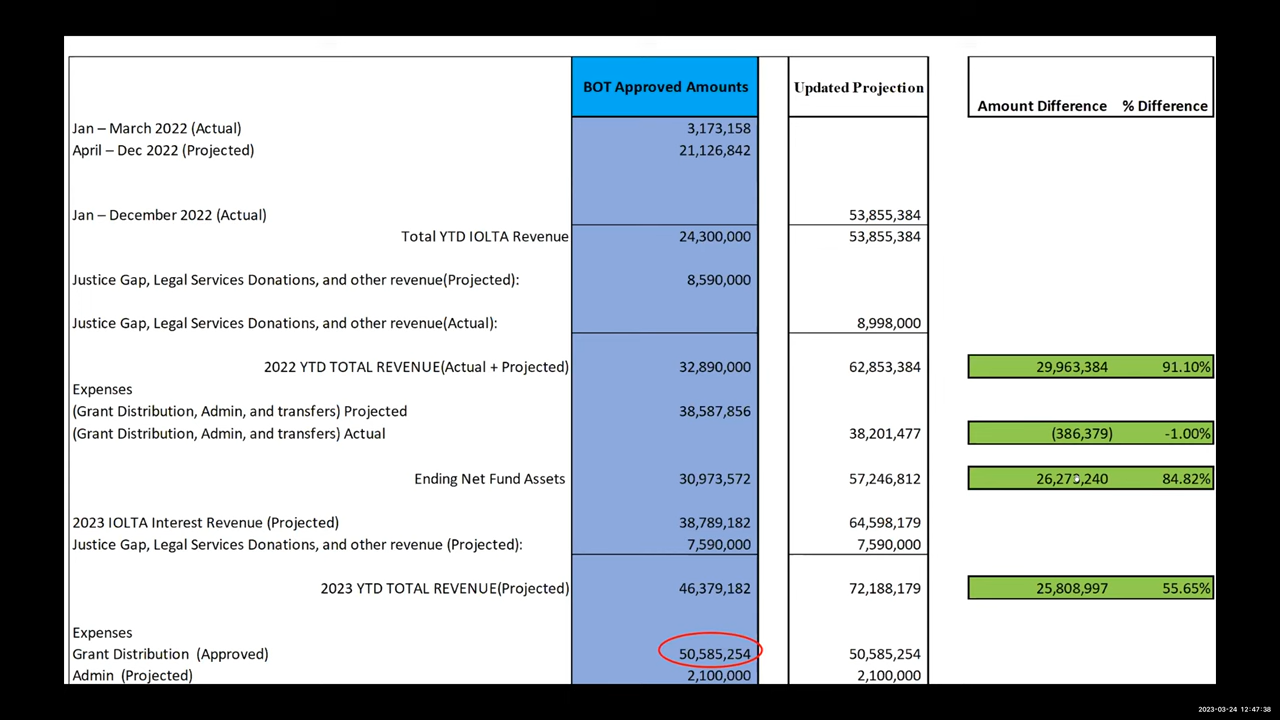 BOT Approved Amounts Updated Projection
Amount Difference % Difference
Jan – March 2022 (Actual) 3,173,158
April – Dec 2022 (Projected) 21,126,842
Jan – December 2022 (Actual) 53,855,384
Total YTD IOLTA Revenue 24,300,000 53,855,384
Justice Gap, Legal Services Donations, and other revenue(Projected): 8,590,000
Justice Gap, Legal Services Donations, and other revenue(Actual): 8,998,000
2022 YTD TOTAL REVENUE(Actual + Projected) 32,890,000 62,853,384 29,963,384 91.10%
Expenses
(Grant Distribution, Admin, and transfers) Projected 38,587,856
(Grant Distribution, Admin, and transfers) Actual 38,201,477 (386,379) -1.00%
Ending Net Fund Assets 30,973,572 57,246,812 26,273,240 84.82%
2023 IOLTA Interest Revenue (Projected) 38,789,182 64,598,179
Justice Gap, Legal Services Donations, and other revenue (Projected): 7,590,000 7,590,000
2023 YTD TOTAL REVENUE(Projected) 46,379,182 72,188,179 25,808,997 55.65%
Expenses
Grant Distribution (Approved) 50,585,254 50,585,254
Admin (Projected) 2,100,000 2,100,000
2023-03-24 12:47:38